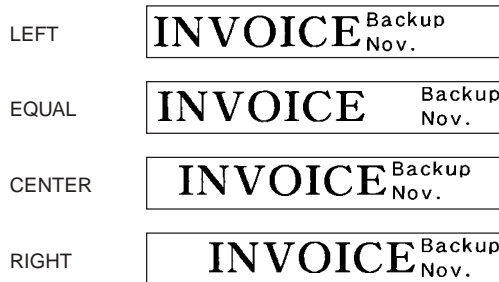 LEFT INVOICE Backup
Nov.
EQUAL INVOICE Backup
Nov.
CENTER INVOICE Backup
Nov.
RIGHT INVOICE Backup
Nov.